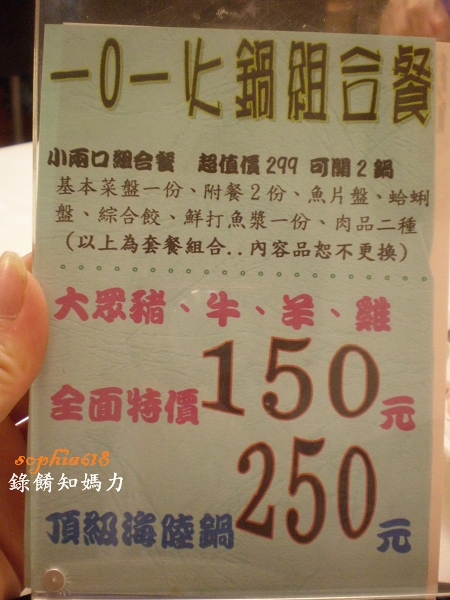 一0一火鍋組合餐
小兩口組合餐 超值價299 可開2鍋
基本菜盤一份、附餐2份、魚片盤、蛤蜊
盤、綜合餃、鮮打魚漿一份、肉品二種
(以上為套餐組合..內容品恕不更換)
大眾豬、牛、羊、雞
全面特價150元
sophia618
錄餚知媽力
頂級海陸鍋250元